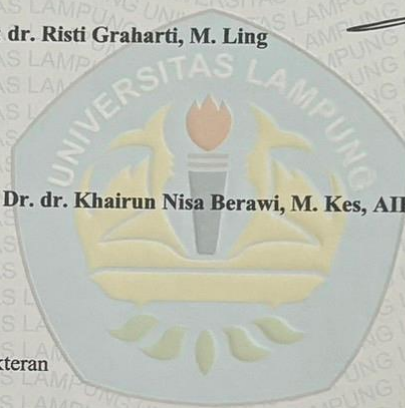 dr. Risti Graharti, M. Ling
UNIVERSITAS LAMPUNG
Dr. dr. Khairun Nisa Berawi, M. Kes, AI
kteran